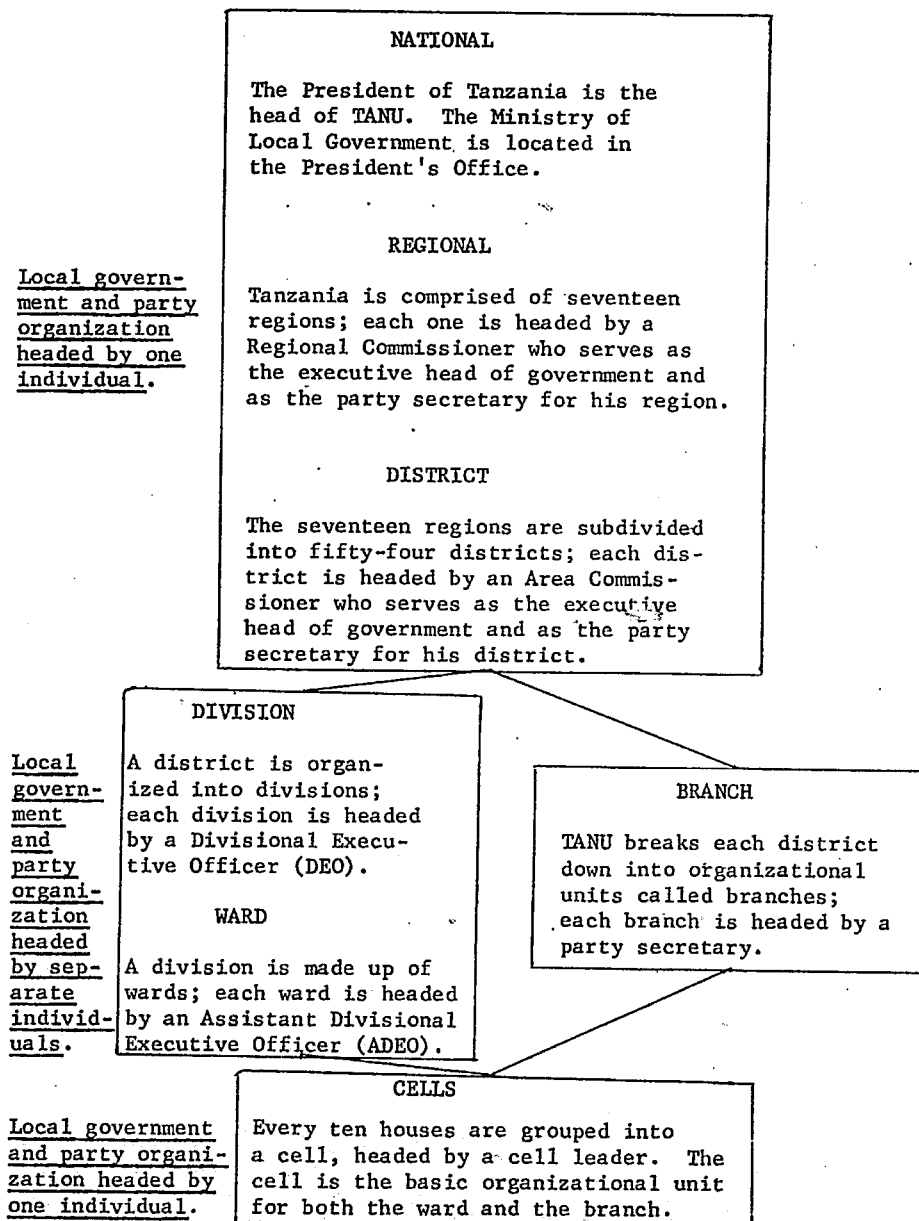 NATIONAL
The President of Tanzania is the
head of TANU. The Ministry of
Local Government is located in
the President's Office.
REGIONAL
Local govern-
ment and party
organization
headed by one
individual.
Tanzania is comprised of seventeen
regions; each one is headed by a
Regional Commissioner who serves as
the executive head of government and
as the party secretary for his region.
DISTRICT
The seventeen regions are subdivided
into fifty-four districts; each dis-
trict is headed by an Area Commis-
sioner who serves as the executive
head of government and as the party
secretary for his district.
Local
govern-
ment
and
party
organi-
zation
headed
by sep-
arate
individ-
uals.
DIVISION
A district is organ-
ized into divisions;
each division is headed
by a Divisional Execu-
tive Officer (DEO).
WARD
A division is made up of
wards; each ward is headed
by an Assistant Divisional
Executive Officer (ADEO).
BRANCH
TANU breaks each district
down into organizational
units called branches;
each branch is headed by a
party secretary.
CELLS
Local government
and party organi-
zation headed by
one individual.
Every ten houses are grouped into
a cell, headed by a cell leader. The
cell is the basic organizational unit
for both the ward and the branch.